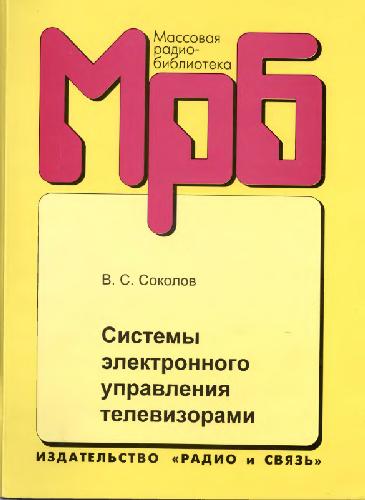 Массовая
радио-
библиотека
Мрб
В. С. Соколов
Системы
электронного
управления
телевизорами
ИЗДАТЕЛЬСТВО «РАДИО и СВЯЗЬ»